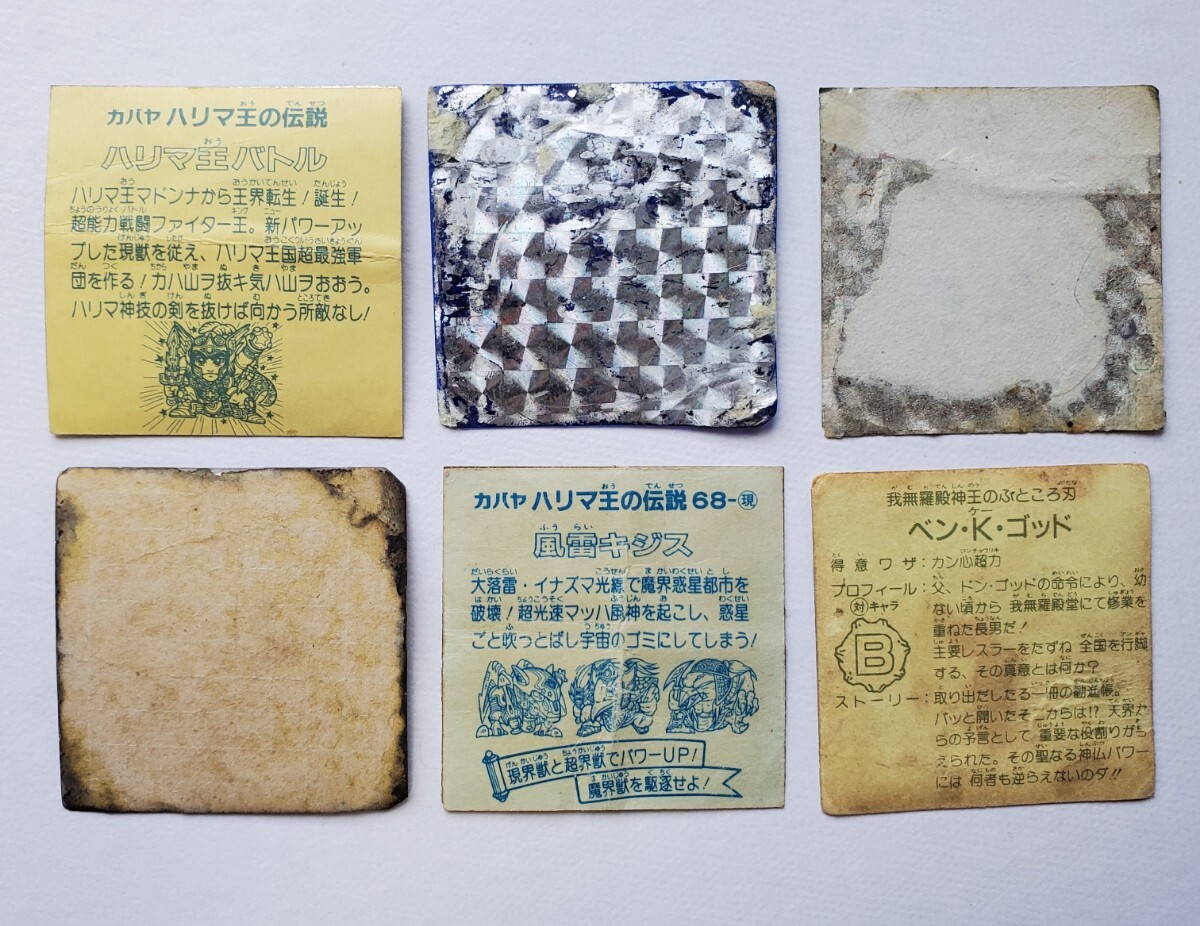 カバヤ ハリマ王の伝説
ハリマ王バトル
ハリマ王マドンナから王界転生!誕生!
超能力戦闘ファイター王。新パワーアッ
プした現獣を従え、ハリマ王国超最強軍
団を作る!力ハ山ヲ抜キ気ハ山ヲおおう。
ハリマ神技の剣を抜けば向かう所敵なし!
カバヤ ハリマ王の伝説 68-現
風雷キジス
大落雷・イナズマ光線で魔界惑星都市を
破壊!超光速マッハ風神を起こし、惑星
ごと吹っとばし宇宙のゴミにしてしまう!
現界獣と超界獣でパワーUP!
魔界獣を駆逐せよ!
我無羅殿神王のふところ刃
ベン・K・ゴッド
得意ワザ:カン心超力
プロフィール:父、ドン・ゴッドの命令により、幼
対キャラ
ない頃から 我無羅殿堂にて修業を
重ねた長男だ!
B
主要レスラーをたずね 全国を行脚
する、その真意とは何か?
ストーリー:取り出だしたる一冊の勧進帳。
パッと開いたそこからは!? 天界か
らの予言として 重要な役割りが与
えられた。その聖なる神仏パワー
には 何者も逆らえないのダ!!